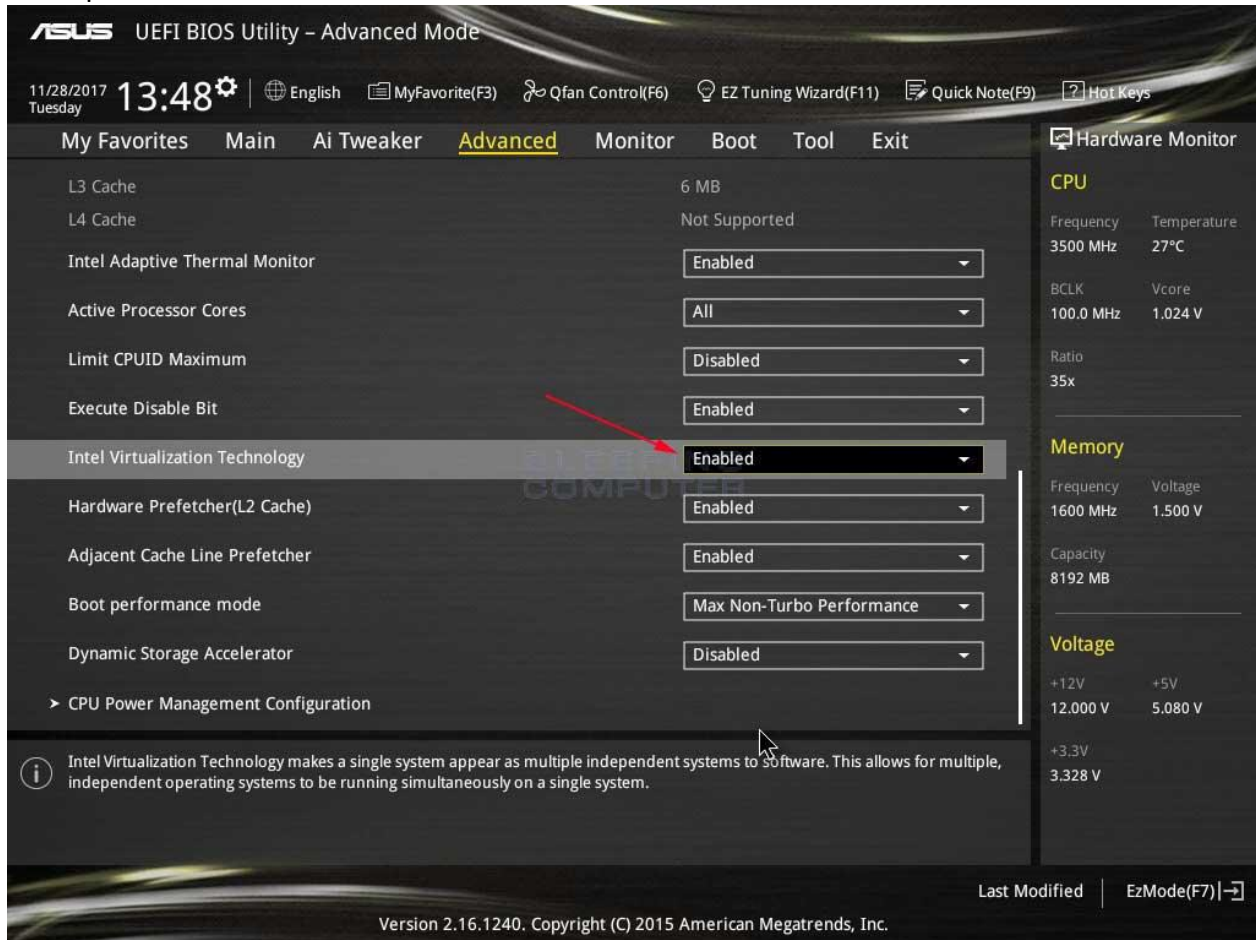 ASUS UEFI BIOS Utility – Advanced Mode
11/28/2017
Tuesday
13:48
English
MyFavorite(F3)
Qfan Control(F6)
EZ Tuning Wizard(F11)
Quick Note(F9)
? Hot Keys
My Favorites Main Ai Tweaker Advanced Monitor Boot Tool Exit
L3 Cache 6 MB
L4 Cache Not Supported
Intel Adaptive Thermal Monitor Enabled
Active Processor Cores All
Limit CPUID Maximum Disabled
Execute Disable Bit Enabled
Intel Virtualization Technology Enabled
BLEEPING
COMPUTER
Hardware Prefetcher(L2 Cache) Enabled
Adjacent Cache Line Prefetcher Enabled
Boot performance mode Max Non-Turbo Performance
Dynamic Storage Accelerator Disabled
> CPU Power Management Configuration
Hardware Monitor
CPU
Frequency Temperature
3500 MHz 27°C
BCLK Vcore
100.0 MHz 1.024 V
Ratio
35x
Memory
Frequency Voltage
1600 MHz 1.500 V
Capacity
8192 MB
Voltage
+12V +5V
12.000 V 5.080 V
+3.3V
3.328 V
i
Intel Virtualization Technology makes a single system appear as multiple independent systems to software. This allows for multiple,
independent operating systems to be running simultaneously on a single system.
Last Modified
EzMode(F7)
Version 2.16.1240. Copyright (C) 2015 American Megatrends, Inc.